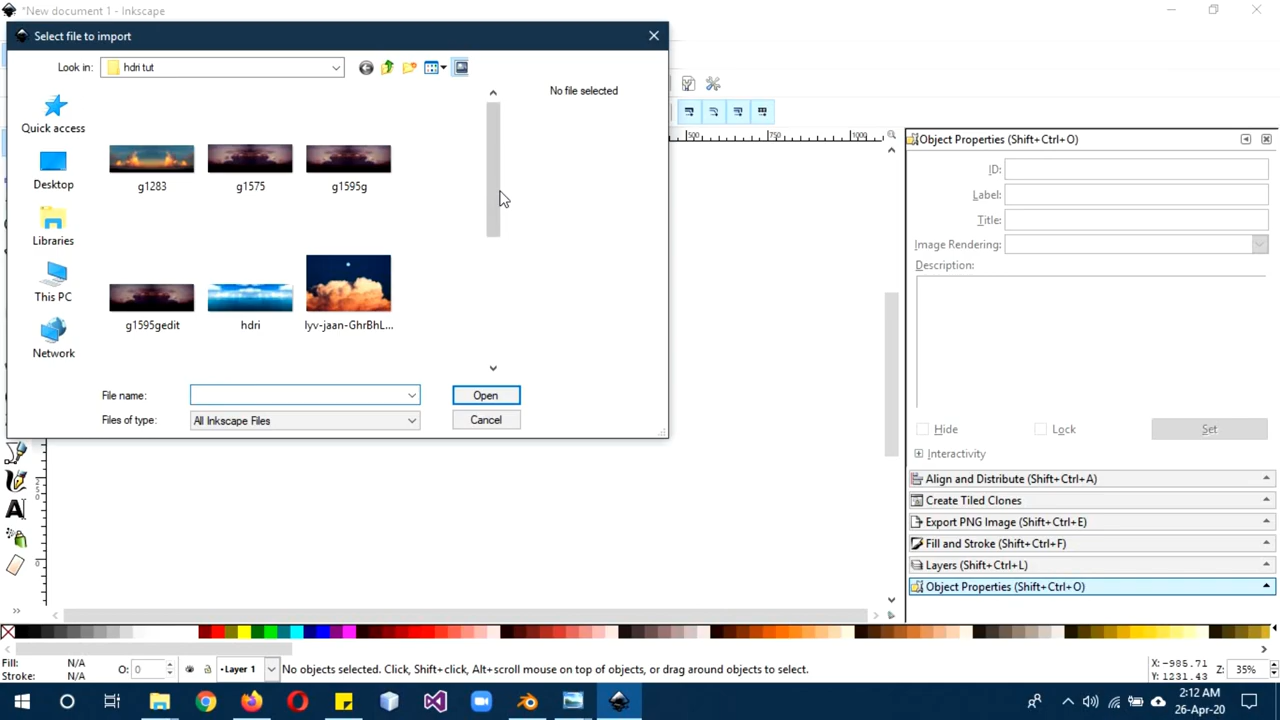 *New document 1 - Inkscape
Select file to import
Look in:
hdri tut
No file selected
Quick access
Desktop
Libraries
This PC
Network
g1283
g1575
g1595g
g1595gedit
hdri
lyv-jaan-GhrBhL...
File name:
Open
Files of type:
All Inkscape Files
Cancel
500
750
1000
Object Properties (Shift+Ctrl+O)
ID:
Label:
Title:
Image Rendering:
Description:
Hide
Lock
Set
Interactivity
Align and Distribute (Shift+Ctrl+A)
Create Tiled Clones
Export PNG Image (Shift+Ctrl+E)
Fill and Stroke (Shift+Ctrl+F)
Layers (Shift+Ctrl+L)
Object Properties (Shift+Ctrl+O)
Fill:
N/A
Stroke:
N/A
O:
0
Layer 1
No objects selected. Click, Shift+click, Alt+scroll mouse on top of objects, or drag around objects to select.
X: -985.71
Y: 1231.43
Z:
35%
2:12 AM
26-Apr-20